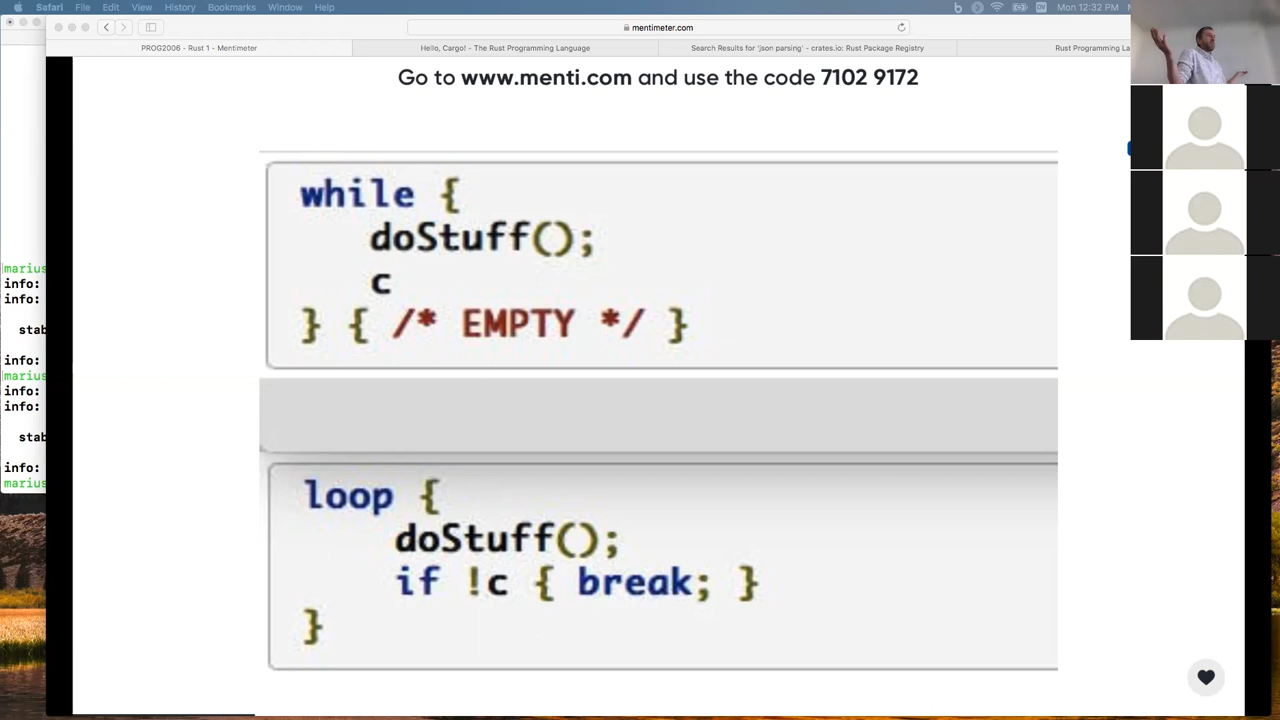 Safari File Edit View History Bookmarks Window Help Mon 12:32 PM
mentimeter.com
PROG2006 - Rust 1 - Mentimeter Hello, Cargo! - The Rust Programming Language Search Results for 'json parsing' - crates.io: Rust Package Registry Rust Programming La
Go to www.menti.com and use the code 7102 9172
while {
doStuff();
c
} { /* EMPTY */ }
loop {
doStuff();
if !c { break; }
}
marius
info:
info:
stab
info:
marius
info:
info:
stab
info:
marius